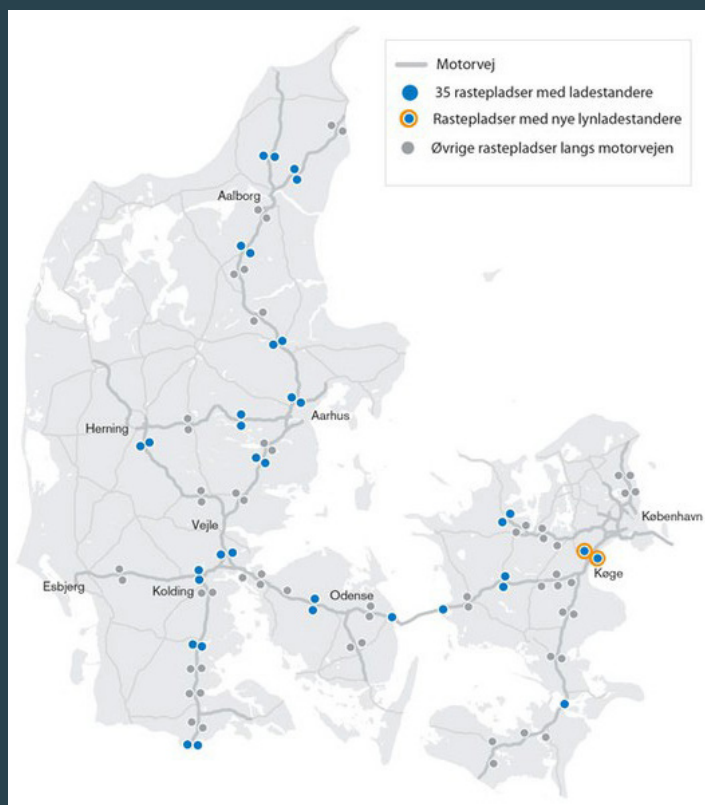 Motorvej
35 rastepladser med ladestandere
Rastepladser med nye lynladestandere
Øvrige rastepladser langs motorvejen
Aalborg
Aarhus
Herning
København
Vejle
Køge
Esbjerg
Kolding
Odense